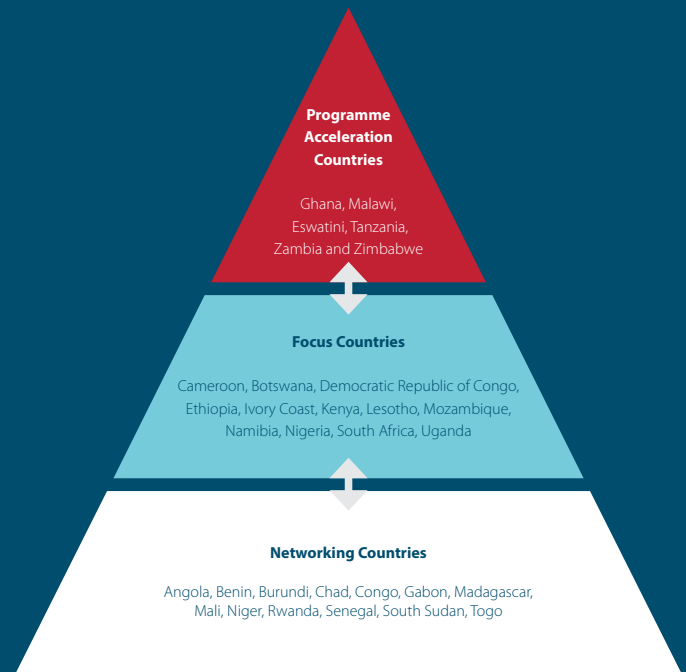 Programme
Acceleration
Countries
Ghana, Malawi,
Eswatini, Tanzania,
Zambia and Zimbabwe
Focus Countries
Cameroon, Botswana, Democratic Republic of Congo,
Ethiopia, Ivory Coast, Kenya, Lesotho, Mozambique,
Namibia, Nigeria, South Africa, Uganda
Networking Countries
Angola, Benin, Burundi, Chad, Congo, Gabon, Madagascar,
Mali, Niger, Rwanda, Senegal, South Sudan, Togo